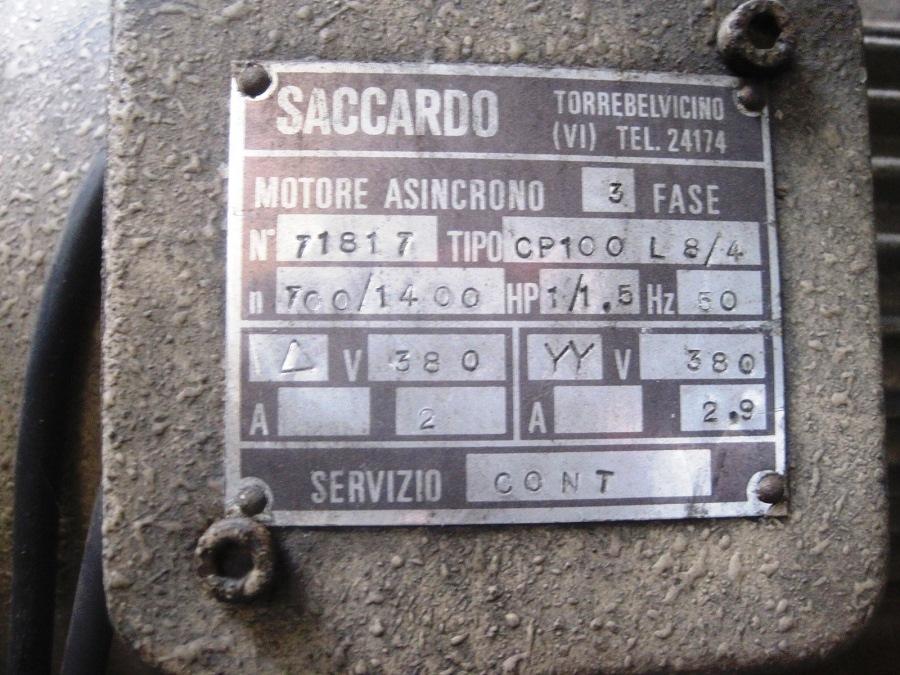 SACCARDO
TORREBELVICINO
(VI) TEL. 24174
MOTORE ASINCRONO 3 FASE
N° 71817 TIPO CP100 L 8/4
n 700/1400 HP 1/1.5 Hz 50
Δ V 380 YY V 380
A 2 A 2.9
SERVIZIO CONT